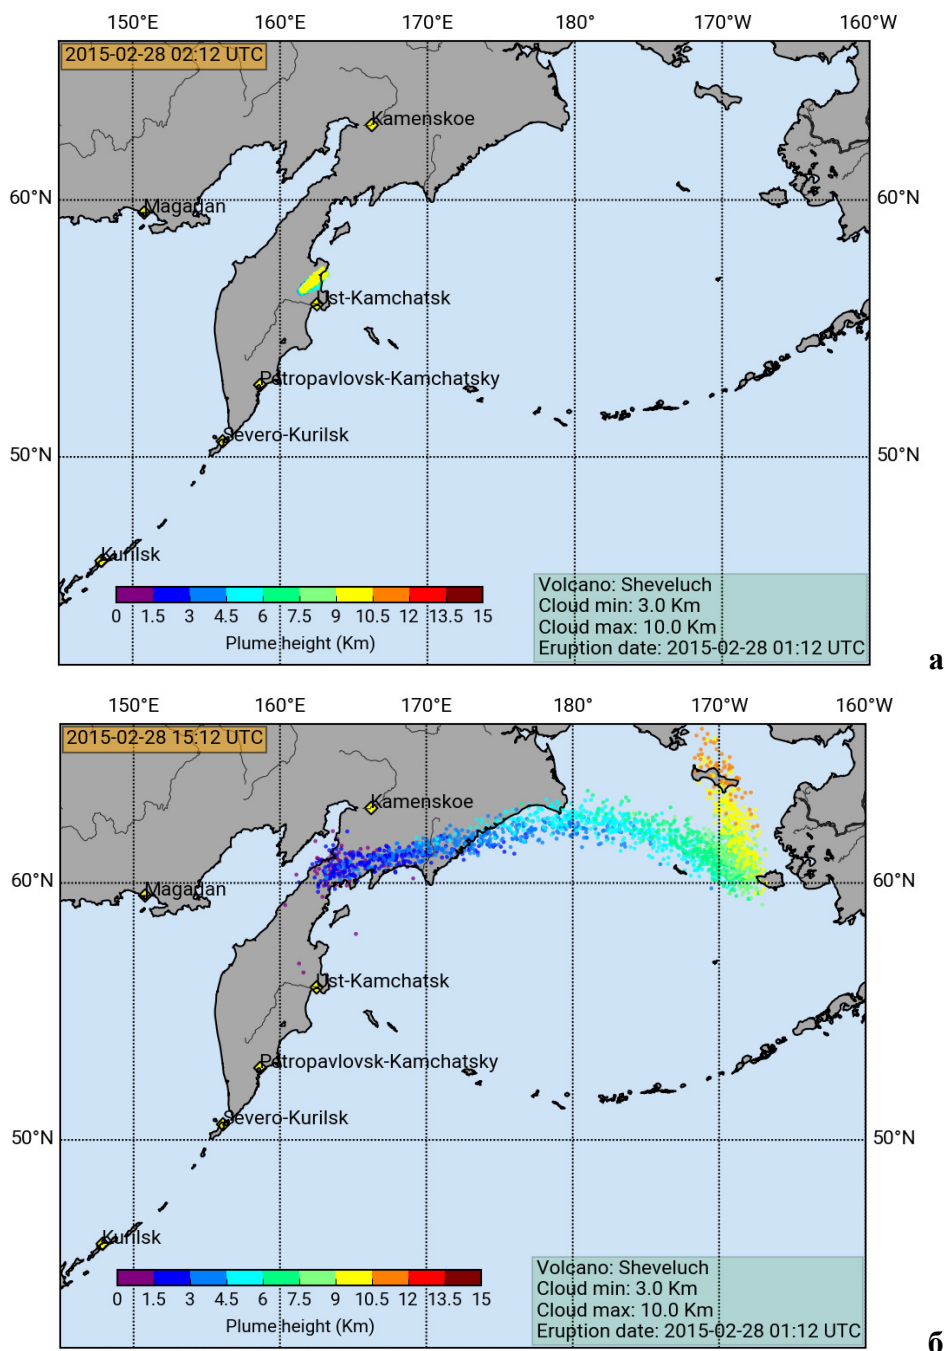 150°E 160°E 170°E 180° 170°W 160°W
2015-02-28 02:12 UTC
Kamenskoe
60°N 60°N
Magadan
Ust-Kamchatsk
Petropavlovsk-Kamchatsky
Severo-Kurilsk
50°N 50°N
Kurilsk
0 1.5 3 4.5 6 7.5 9 10.5 12 13.5 15
Plume height (Km)
Volcano: Sheveluch
Cloud min: 3.0 Km
Cloud max: 10.0 Km
Eruption date: 2015-02-28 01:12 UTC
а
150°E 160°E 170°E 180° 170°W 160°W
2015-02-28 15:12 UTC
Kamenskoe
60°N 60°N
Magadan
Ust-Kamchatsk
Petropavlovsk-Kamchatsky
Severo-Kurilsk
50°N 50°N
Kurilsk
0 1.5 3 4.5 6 7.5 9 10.5 12 13.5 15
Plume height (Km)
Volcano: Sheveluch
Cloud min: 3.0 Km
Cloud max: 10.0 Km
Eruption date: 2015-02-28 01:12 UTC
б